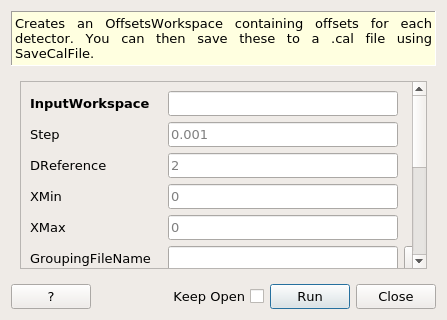 Creates an OffsetsWorkspace containing offsets for each
detector. You can then save these to a .cal file using
SaveCalFile.
InputWorkspace
Step 0.001
DReference 2
XMin 0
XMax 0
GroupingFileName
? Keep Open Run Close